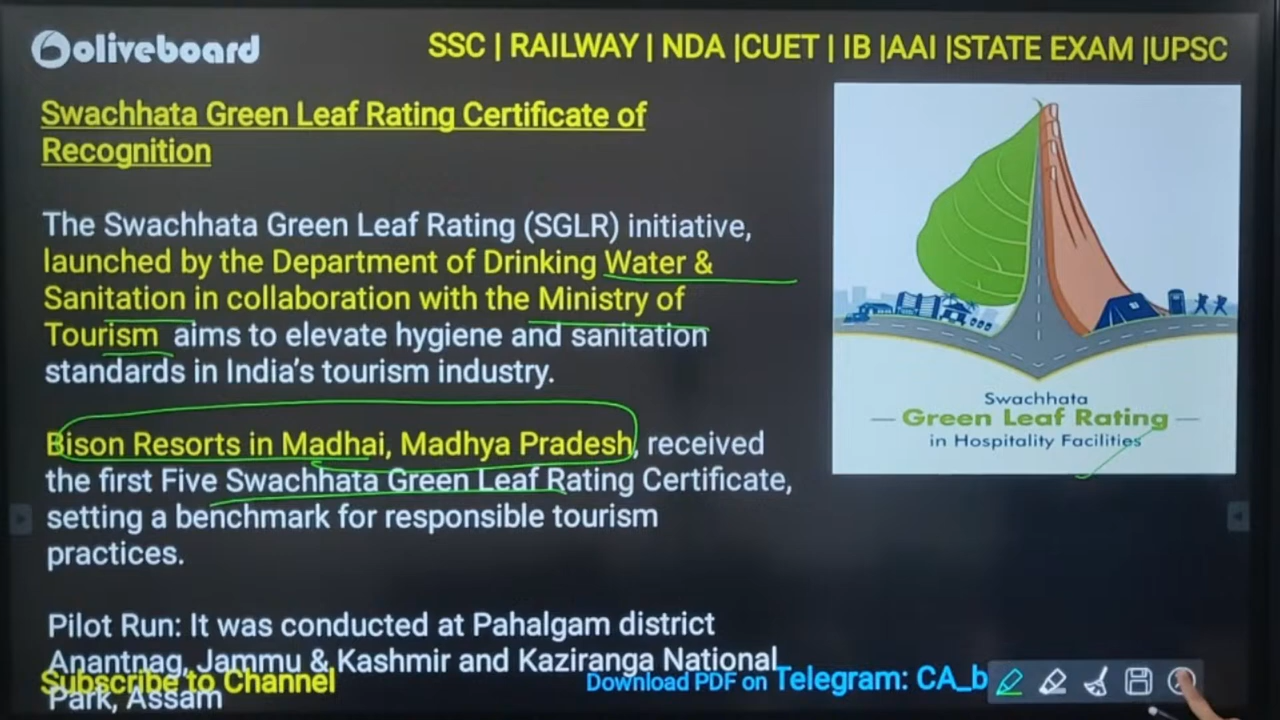 oliveboard
SSC | RAILWAY | NDA |CUET | IB |AAI |STATE EXAM |UPSC
Swachhata Green Leaf Rating Certificate of
Recognition
The Swachhata Green Leaf Rating (SGLR) initiative,
launched by the Department of Drinking Water &
Sanitation in collaboration with the Ministry of
Tourism aims to elevate hygiene and sanitation
standards in India's tourism industry.
Bison Resorts in Madhai, Madhya Pradesh, received
the first Five Swachhata Green Leaf Rating Certificate,
setting a benchmark for responsible tourism
practices.
Pilot Run: It was conducted at Pahalgam district
Anantnag, Jammu & Kashmir and Kaziranga National
Park, Assam
Swachhata
Green Leaf Rating
in Hospitality Facilities
Subscribe to Channel
Download PDF on Telegram: CA_b